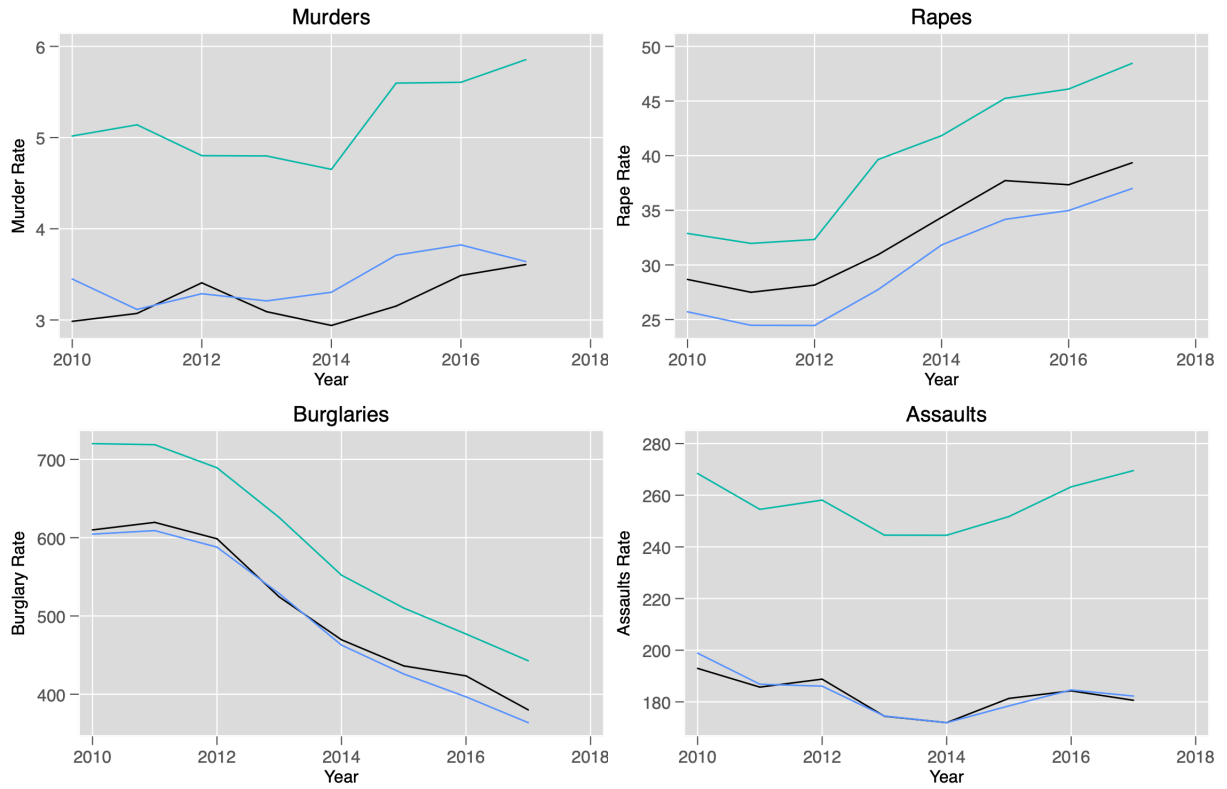 Murders
Murder Rate
6
5
4
3
2010 2012 2014 2016 2018
Year
Rapes
Rape Rate
50
45
40
35
30
25
2010 2012 2014 2016 2018
Year
Burglaries
Burglary Rate
700
600
500
400
2010 2012 2014 2016 2018
Year
Assaults
Assaults Rate
280
260
240
220
200
180
2010 2012 2014 2016 2018
Year